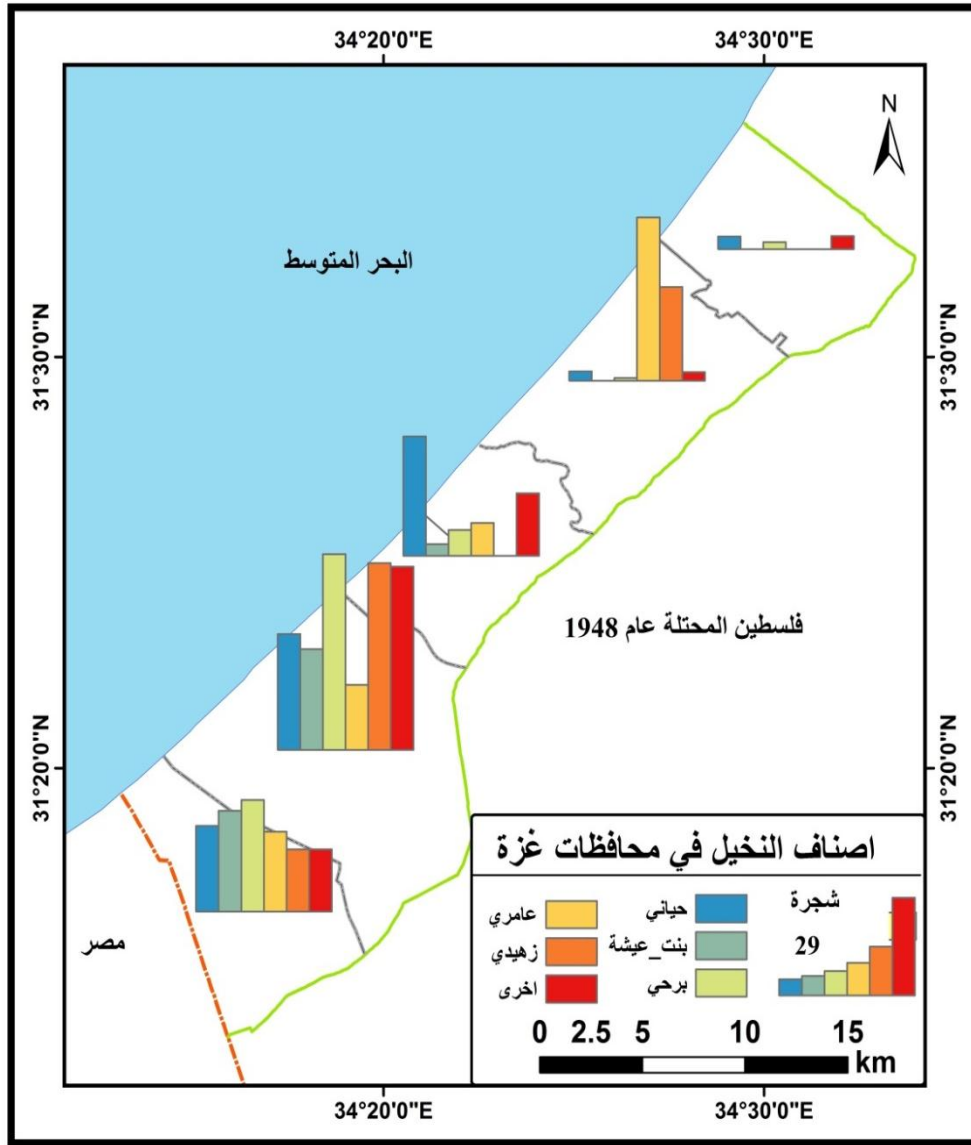 34°20'0"E 34°30'0"E
N
البحر المتوسط
31°30'0"N 31°30'0"N
فلسطين المحتلة عام 1948
31°20'0"N 31°20'0"N
مصر
اصناف النخيل في محافظات غزة
شجرة
29
حياني
بنت_عيشة
برحي
عامري
زهيدي
اخرى
0 2.5 5 10 15
km
34°20'0"E 34°30'0"E